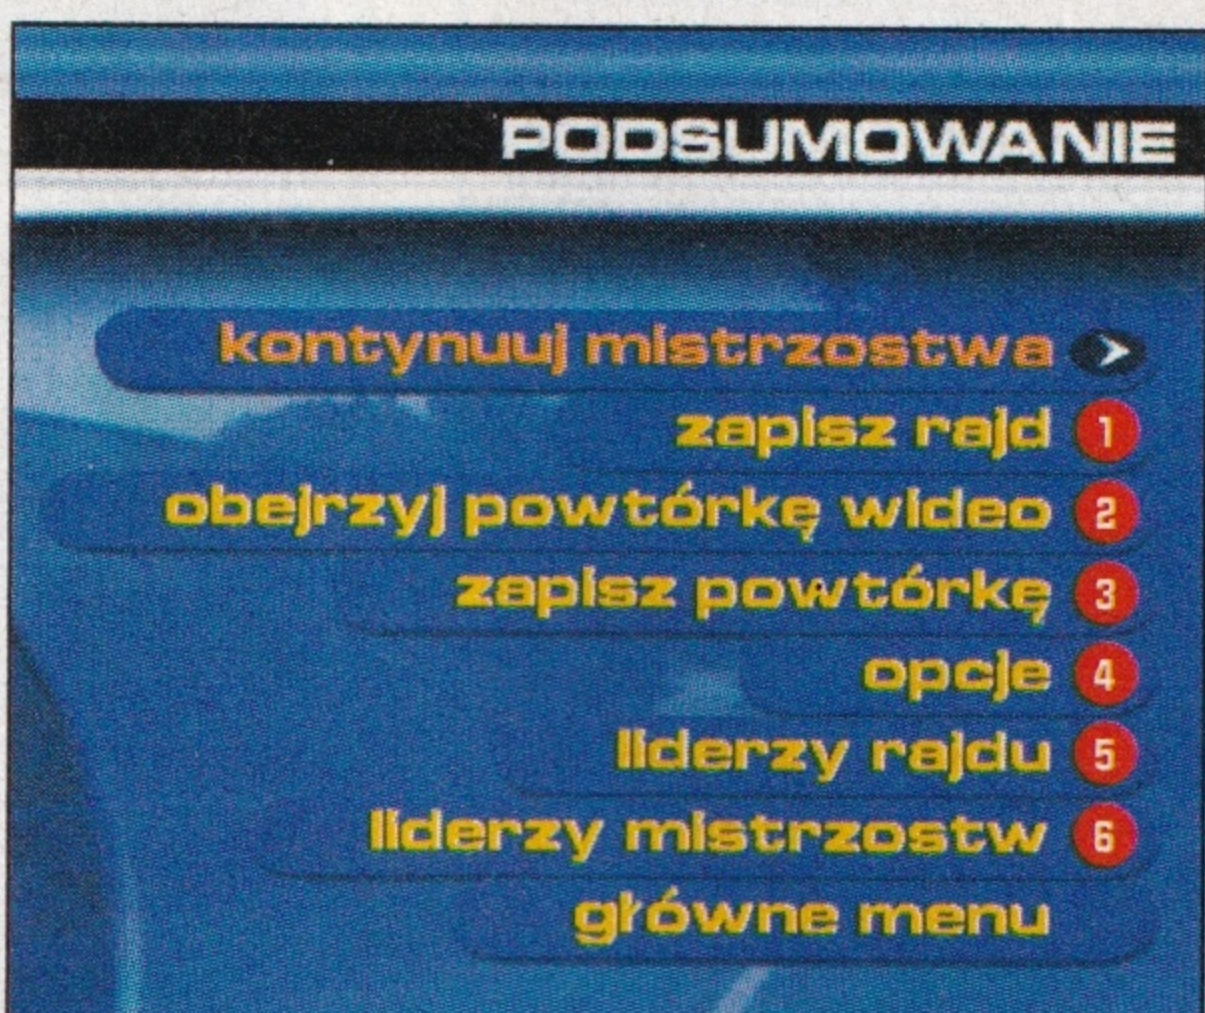 PODSUMOWANIE
kontynuuj mistrzostwa
zapisz rajd 1
obejrzyj powtórkę wideo 2
zapisz powtórkę 3
opcje 4
liderzy rajdu 5
liderzy mistrzostw 6
główne menu